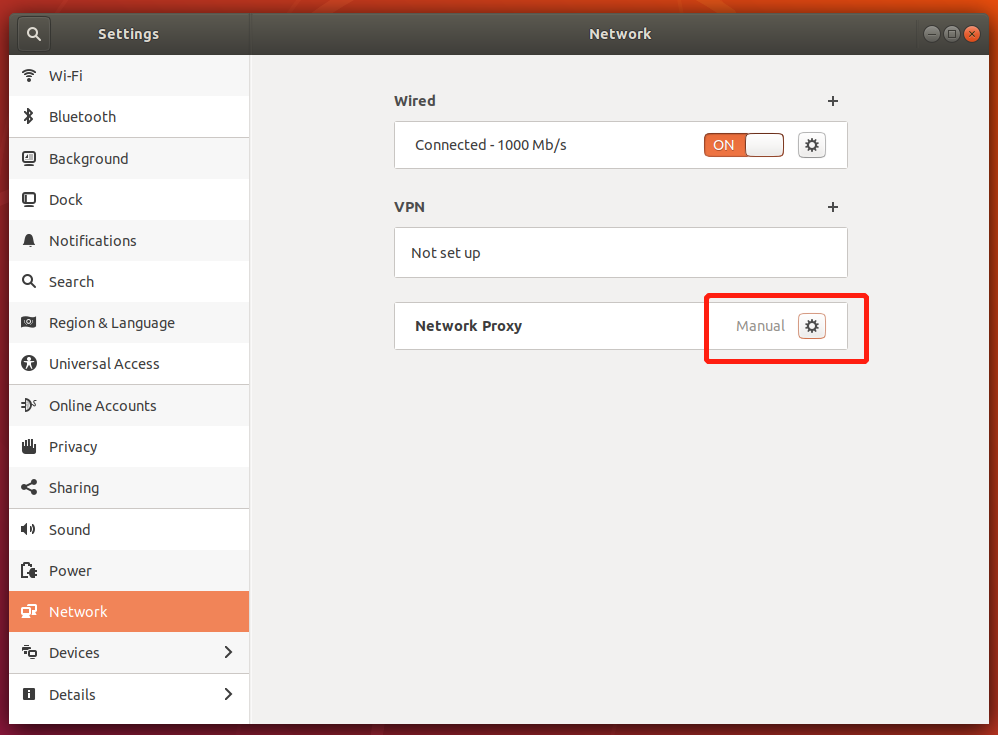 Settings
Network
Wi-Fi
Bluetooth
Background
Dock
Notifications
Search
Region & Language
Universal Access
Online Accounts
Privacy
Sharing
Sound
Power
Network
Devices
Details
Wired
Connected - 1000 Mb/s
ON
VPN
Not set up
Network Proxy
Manual